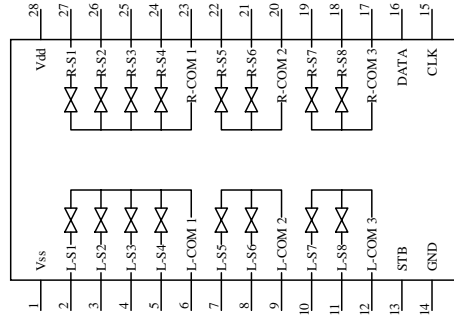 28 27 26 25 24 23 22 21 20 19 18 17 16 15
Vdd R-S1 R-S2 R-S3 R-S4 R-COM 1 R-S5 R-S6 R-COM 2 R-S7 R-S8 R-COM 3 DATA CLK
Vss L-S1 L-S2 L-S3 L-S4 L-COM 1 L-S5 L-S6 L-COM 2 L-S7 L-S8 L-COM 3 STB GND
1 2 3 4 5 6 7 8 9 10 11 12 13 14